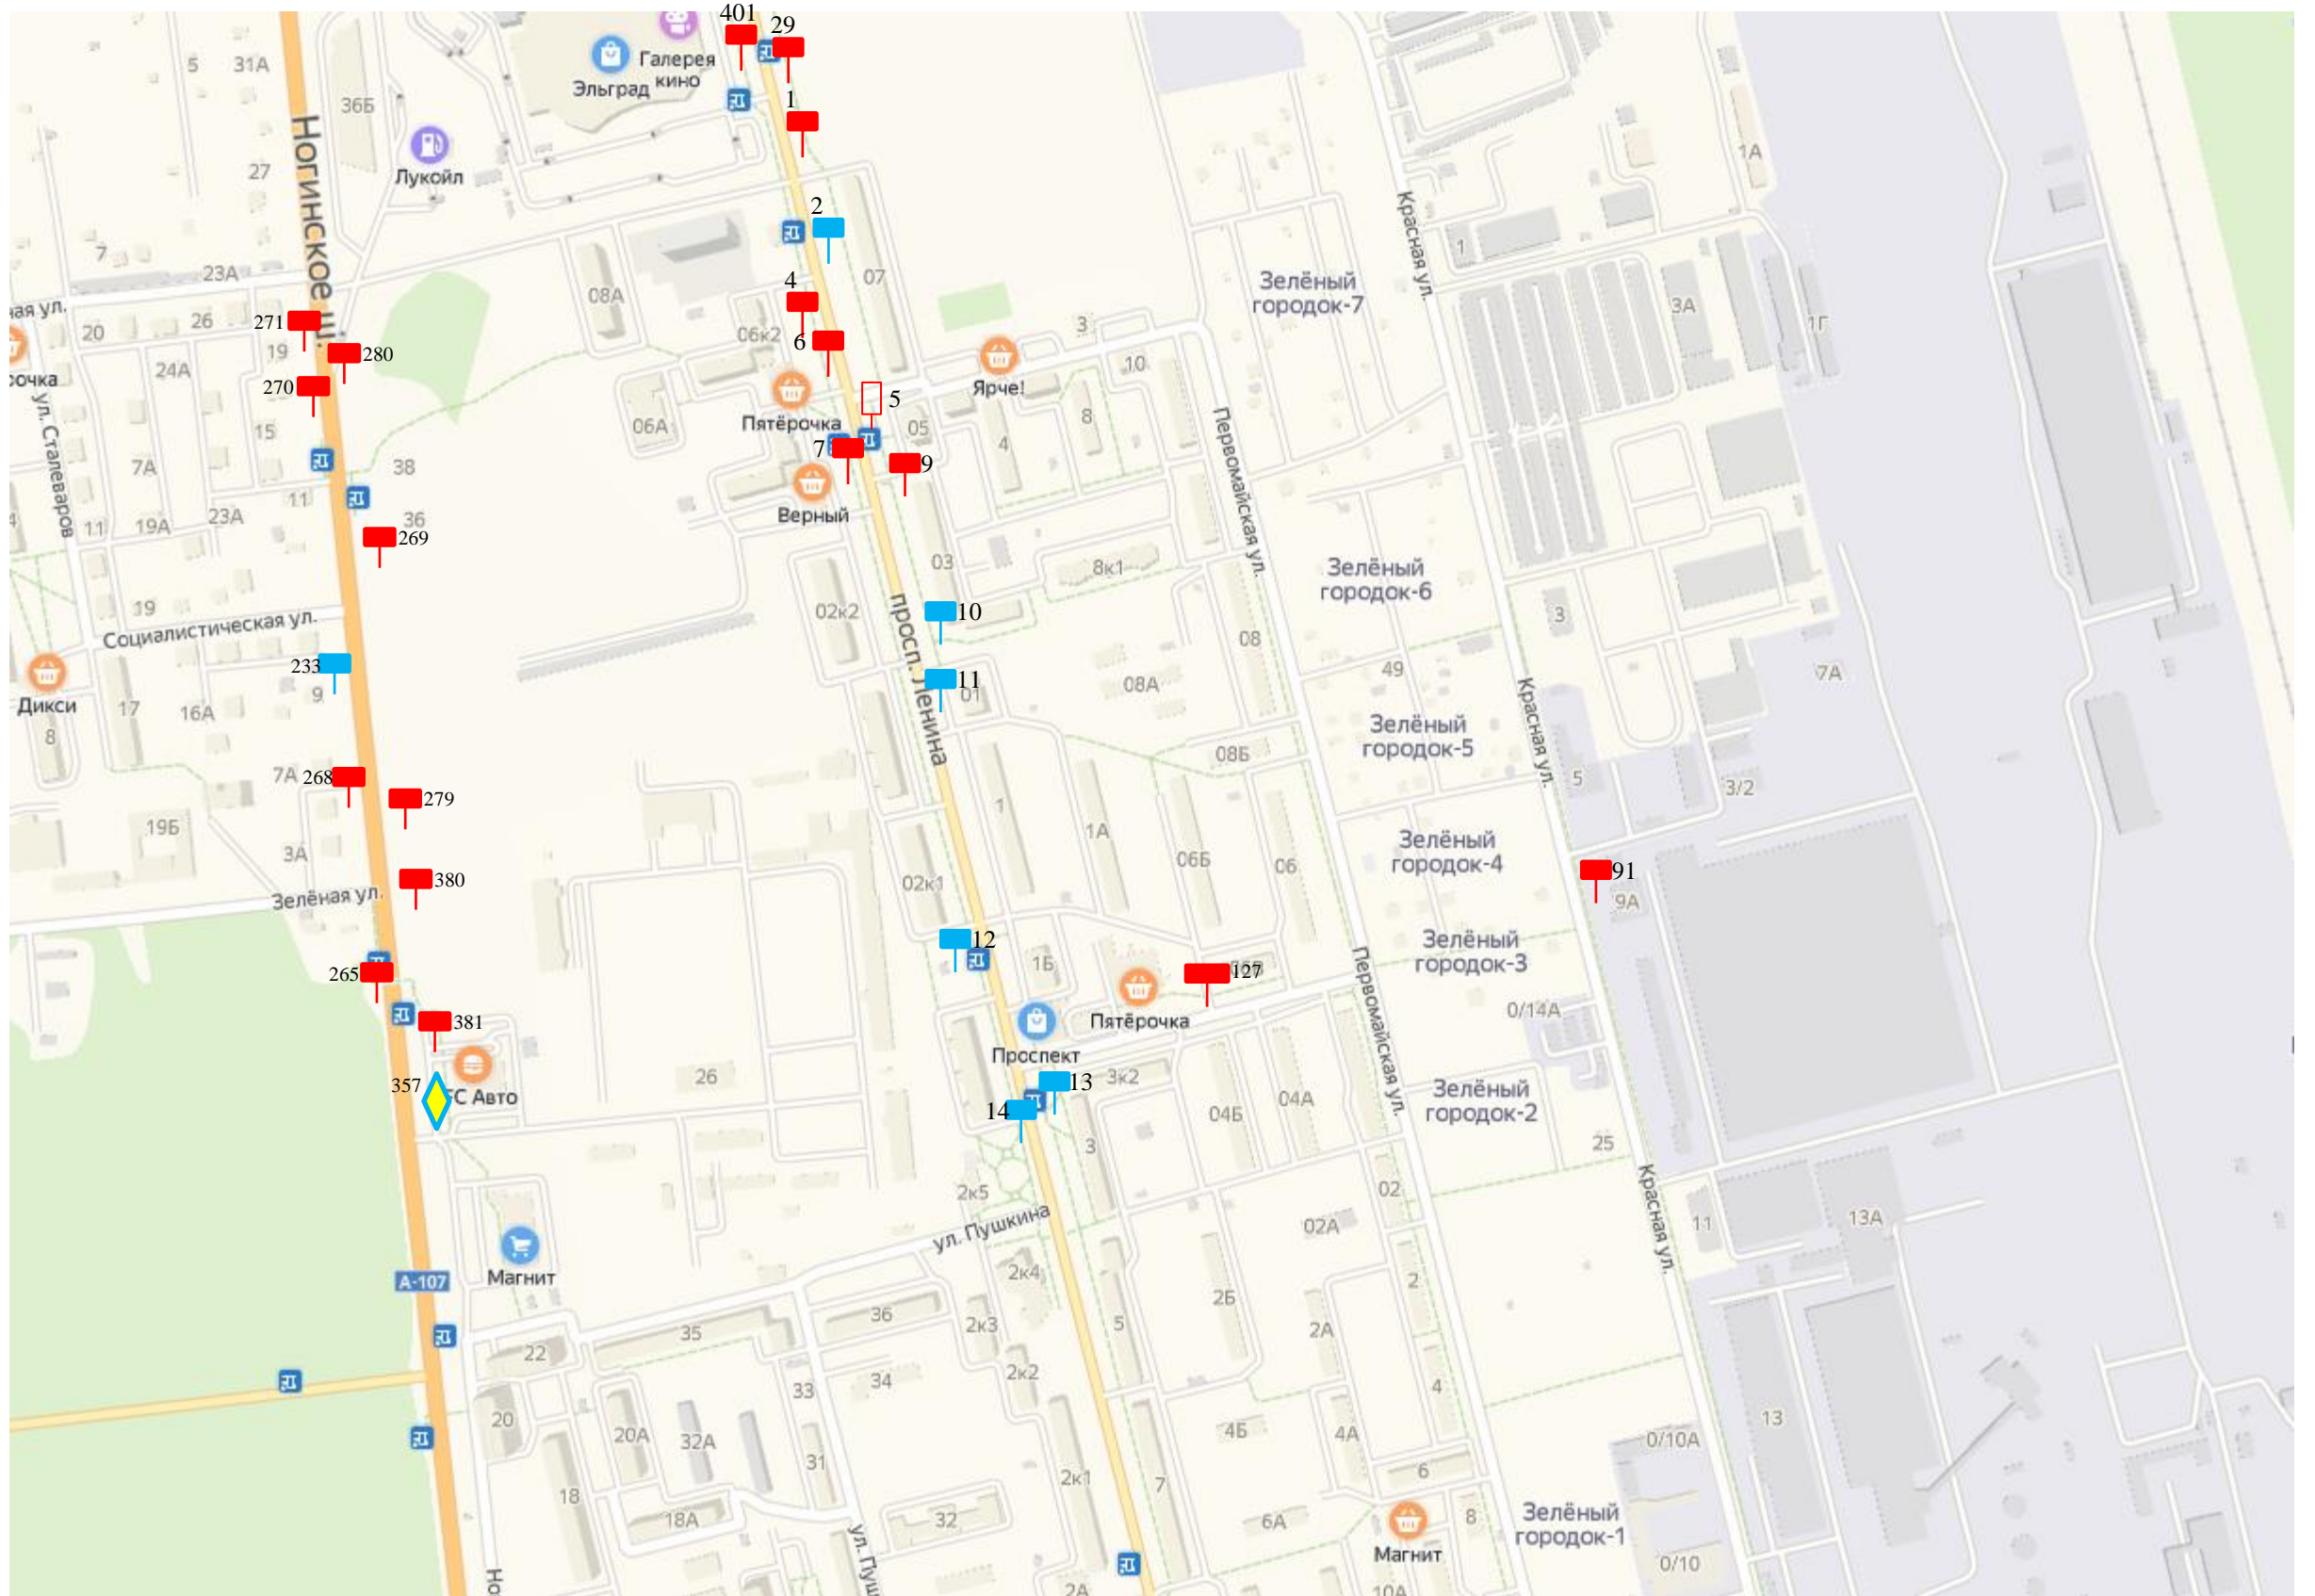 401
29
5
31А
Галерея
кино
Эльград
36Б
1
Ногинское ш.
27
Лукойл
1А
Красная ул.
2
7
23А
07
1
4
08А
Зелёный
городок-7
3А
1Г
ная ул.
20
26
271
19
280
06к2
6
3
10
24А
270
Ярче!
5
очка
ул. Сталеваров
15
06А
Пятёрочка
05
8
4
7А
38
7
9
Первомайская ул.
11
23А
19А
11
36
269
Верный
03
8к1
Зелёный
городок-6
19
Социалистическая ул.
02к2
просп. Ленина
10
08
3
233
9
Дикси
17
16А
11
01
08А
49
7А
Красная ул.
8
Зелёный
городок-5
08Б
7А
268
279
5
3/2
19Б
1
1А
3А
06Б
06
Зелёный
городок-4
380
02к1
91
9А
Зелёная ул.
12
1Б
127
Зелёный
городок-3
Первомайская ул.
265
381
Пятёрочка
0/14А
Проспект
357
FC Авто
26
13
3к2
14
04Б
04А
Зелёный
городок-2
3
25
2к5
02
ул. Пушкина
02А
11
13А
Красная ул.
А-107
Магнит
2к4
2
2Б
36
35
2к3
5
2А
22
2к2
34
33
4
20
20А
32А
4Б
4А
13
0/10А
31
2к1
7
6
18
18А
32
6А
8
Зелёный
городок-1
Магнит
0/10
ул. Пуш
Но
2А
10А